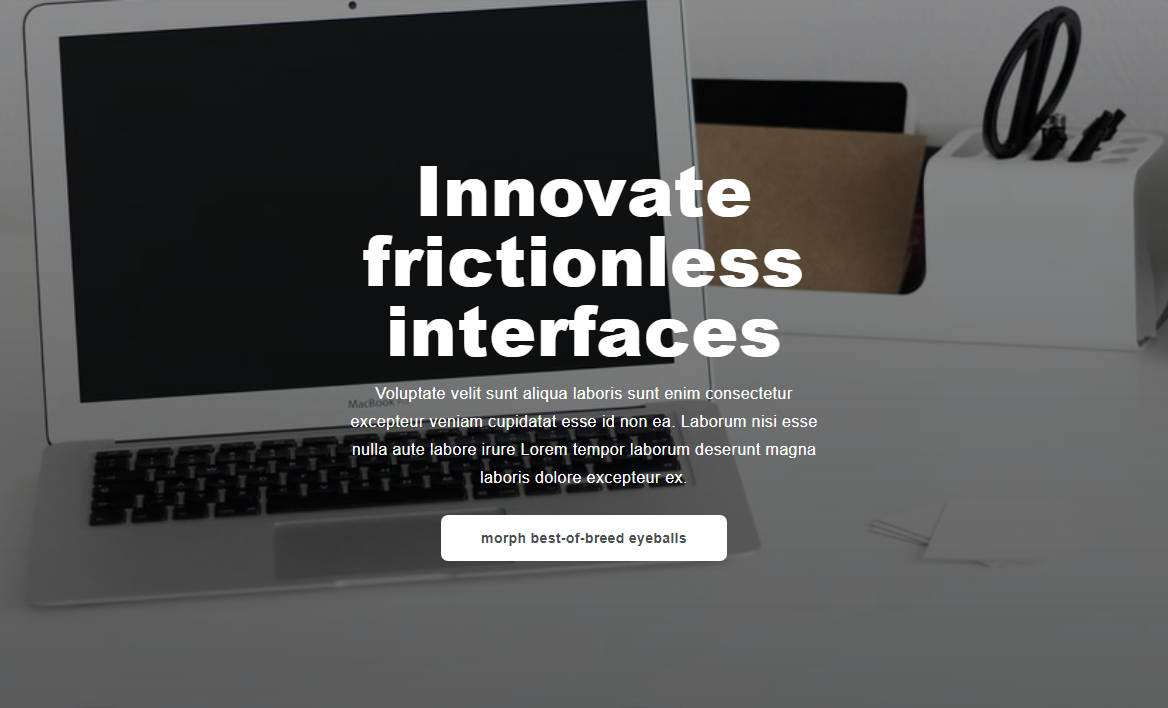 Innovate
frictionless
interfaces
Voluptate velit sunt aliqua laboris sunt enim consectetur
excepteur veniam cupidatat esse id non ea. Laborum nisi esse
nulla aute labore irure Lorem tempor laborum deserunt magna
laboris dolore excepteur ex.
MacBook
morph best-of-breed eyeballs